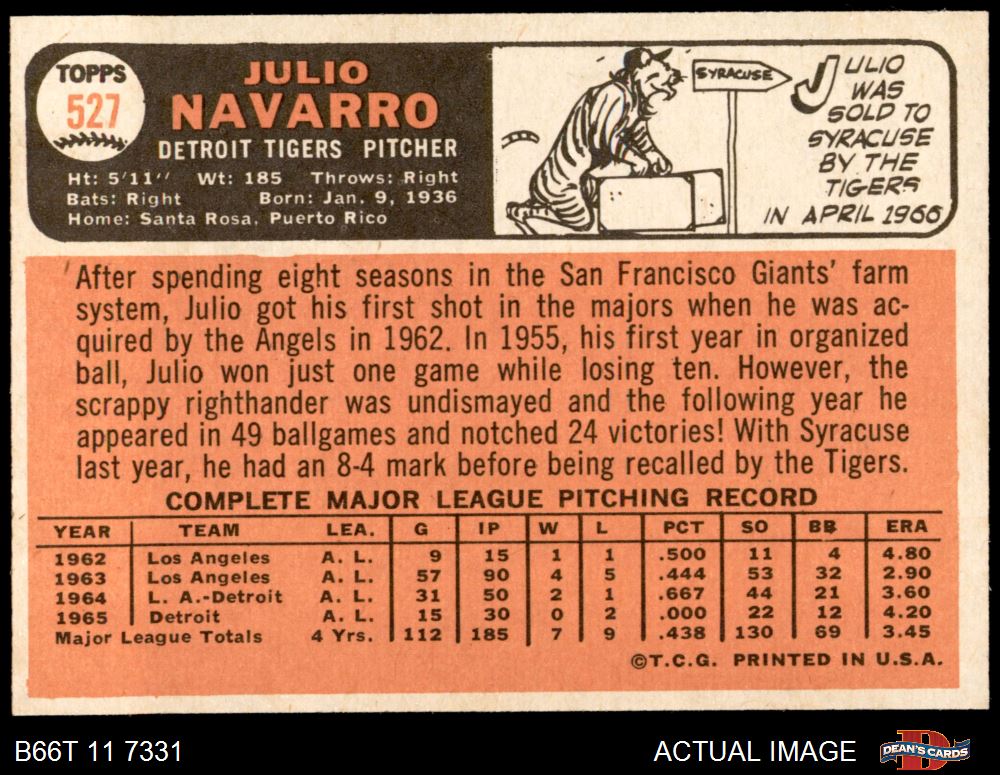 TOPPS
527
JULIO
NAVARRO
DETROIT TIGERS PITCHER
Ht: 5'11" Wt: 185 Throws: Right
Bats: Right Born: Jan. 9, 1936
Home: Santa Rosa, Puerto Rico
SYRACUSE
JULIO
WAS
SOLD TO
SYRACUSE
BY THE
TIGERS
IN APRIL 1966
After spending eight seasons in the San Francisco Giants' farm
system, Julio got his first shot in the majors when he was ac-
quired by the Angels in 1962. In 1955, his first year in organized
ball, Julio won just one game while losing ten. However, the
scrappy righthander was undismayed and the following year he
appeared in 49 ballgames and notched 24 victories! With Syracuse
last year, he had an 8-4 mark before being recalled by the Tigers.
COMPLETE MAJOR LEAGUE PITCHING RECORD
YEAR TEAM LEA. G IP W L PCT SO BB ERA
1962 Los Angeles A. L. 9 15 1 1 .500 11 4 4.80
1963 Los Angeles A. L. 57 90 4 5 .444 53 32 2.90
1964 L. A.-Detroit A. L. 31 50 2 1 .667 44 21 3.60
1965 Detroit A. L. 15 30 0 2 .000 22 12 4.20
Major League Totals 4 Yrs. 112 185 7 9 .438 130 69 3.45
©T.C.G. PRINTED IN U.S.A.
B66T 11 7331
ACTUAL IMAGE
DEAN'S CARDS